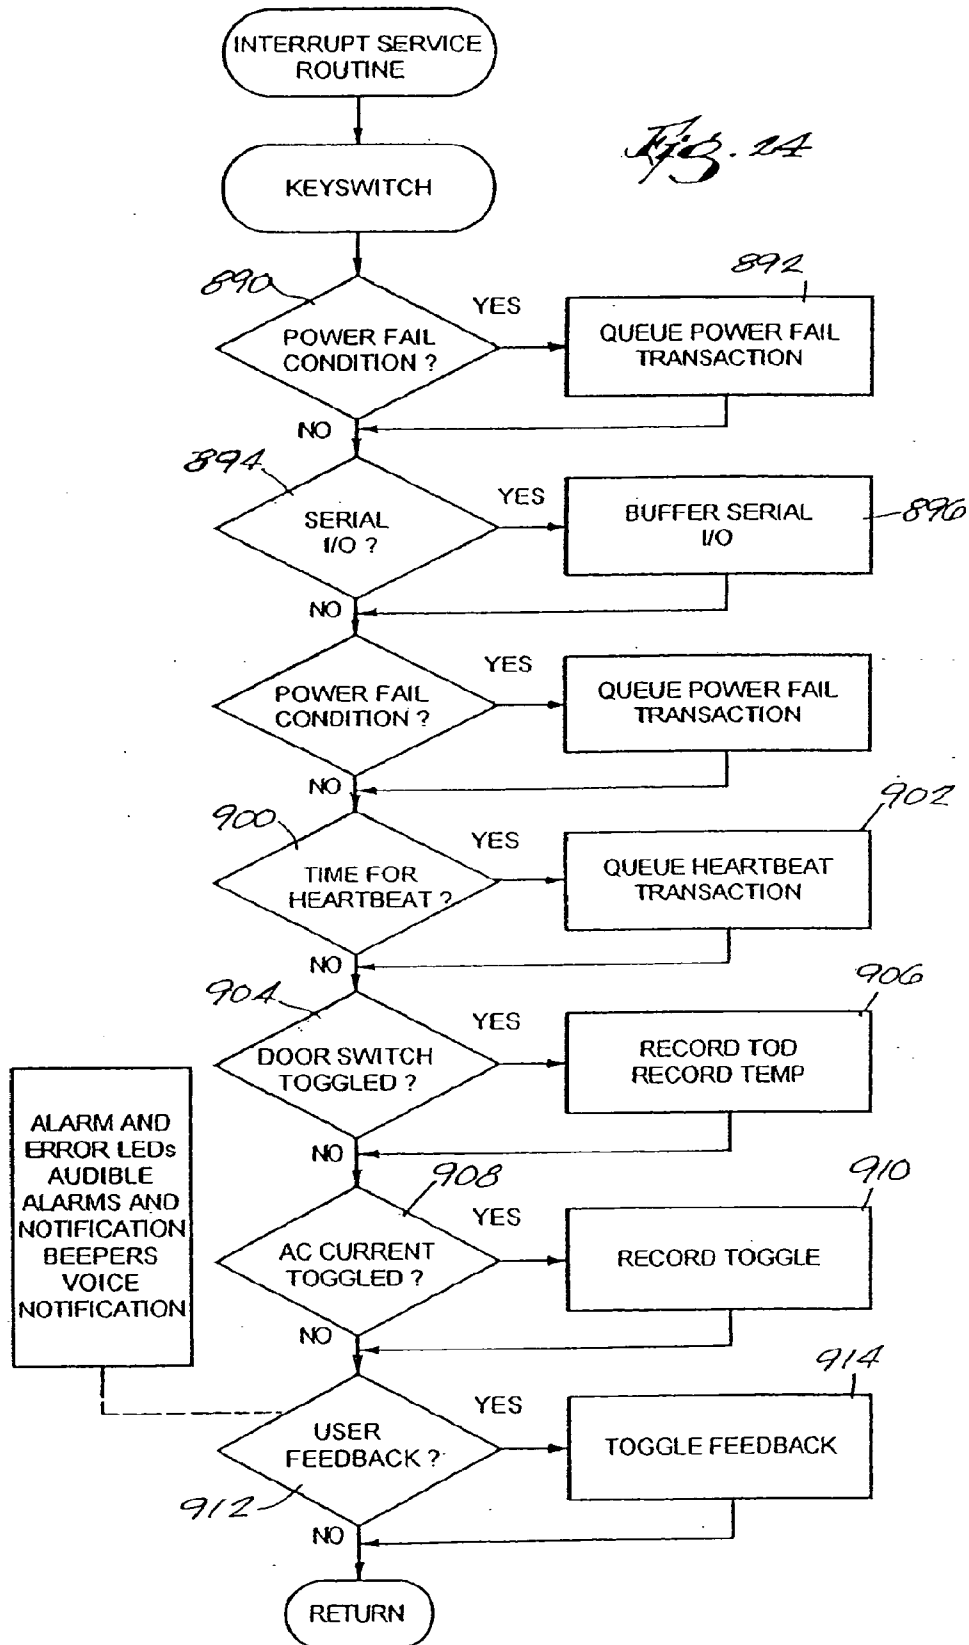 INTERRUPT SERVICE
ROUTINE
Fig. 24
KEYSWITCH
890
892
POWER FAIL
CONDITION ?
YES
QUEUE POWER FAIL
TRANSACTION
NO
894
SERIAL
I/O ?
YES
BUFFER SERIAL
I/O
896
NO
POWER FAIL
CONDITION ?
YES
QUEUE POWER FAIL
TRANSACTION
NO
900
902
TIME FOR
HEARTBEAT ?
YES
QUEUE HEARTBEAT
TRANSACTION
NO
904
906
DOOR SWITCH
TOGGLED ?
YES
RECORD TOD
RECORD TEMP
NO
ALARM AND
ERROR LEDs
AUDIBLE
ALARMS AND
NOTIFICATION
BEEPERS
VOICE
NOTIFICATION
908
910
AC CURRENT
TOGGLED ?
YES
RECORD TOGGLE
NO
914
USER
FEEDBACK ?
YES
TOGGLE FEEDBACK
912
NO
RETURN